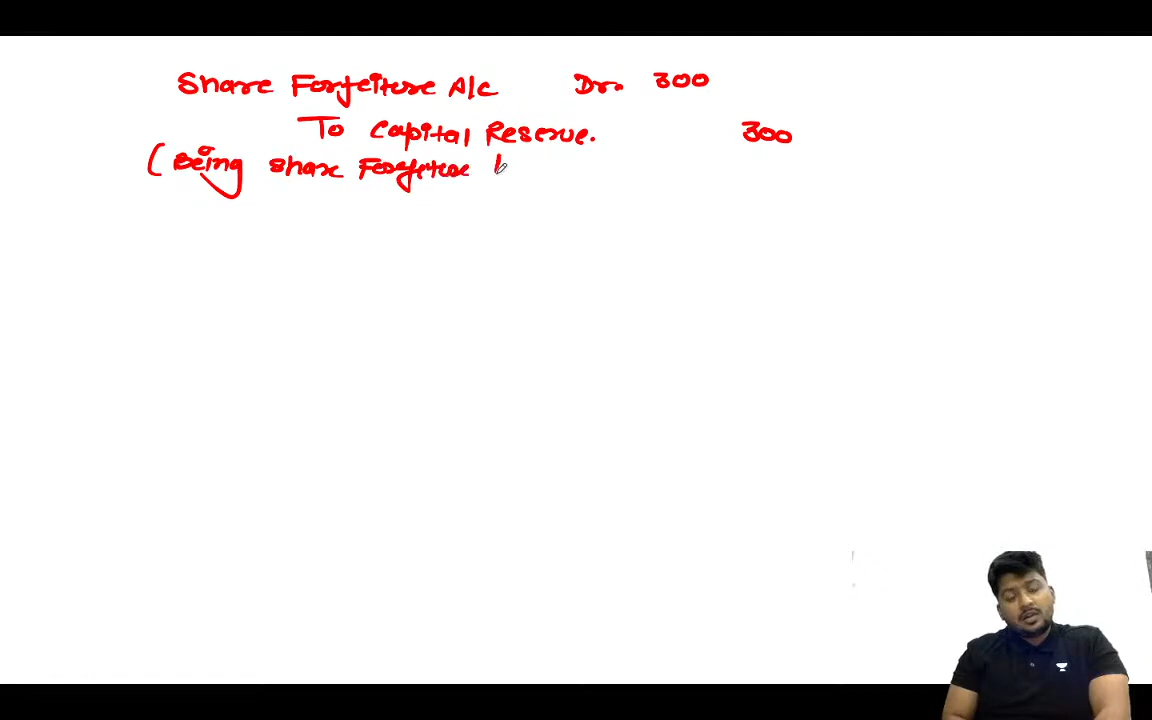 Share Forfeiture A/c Dr. 300
To Capital Reserve. 300
(Being share Forfeiture